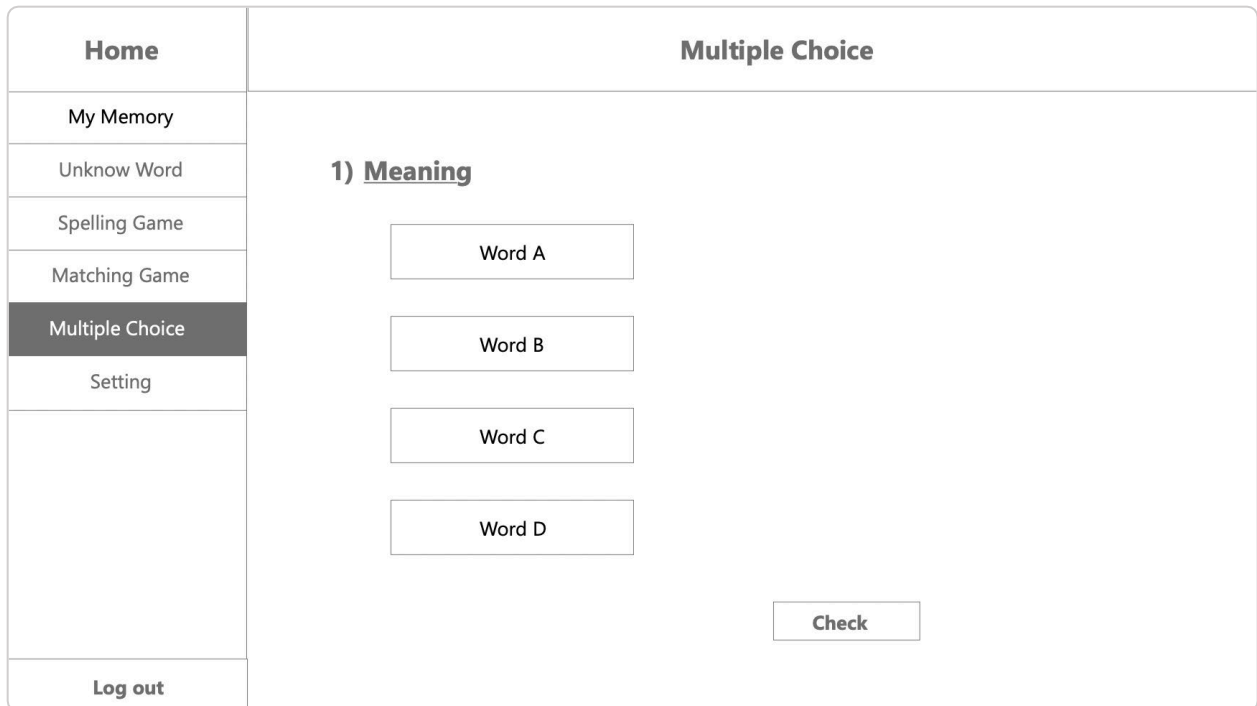 Home
My Memory
Unknow Word
Spelling Game
Matching Game
Multiple Choice
Setting
Log out
Multiple Choice
1) Meaning
Word A
Word B
Word C
Word D
Check